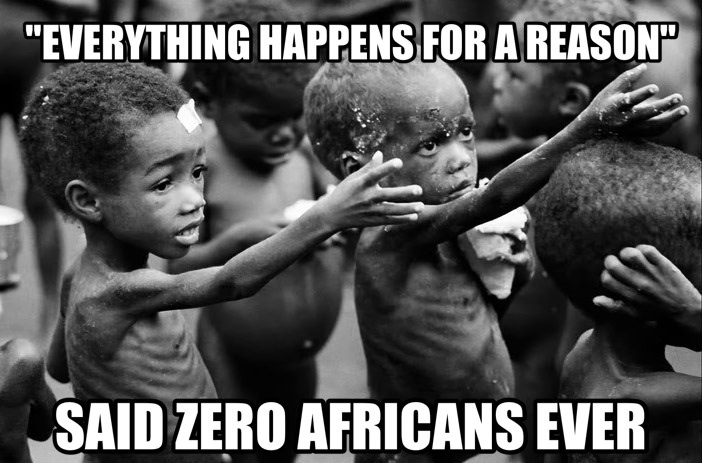 "EVERYTHING HAPPENS FOR A REASON"
SAID ZERO AFRICANS EVER